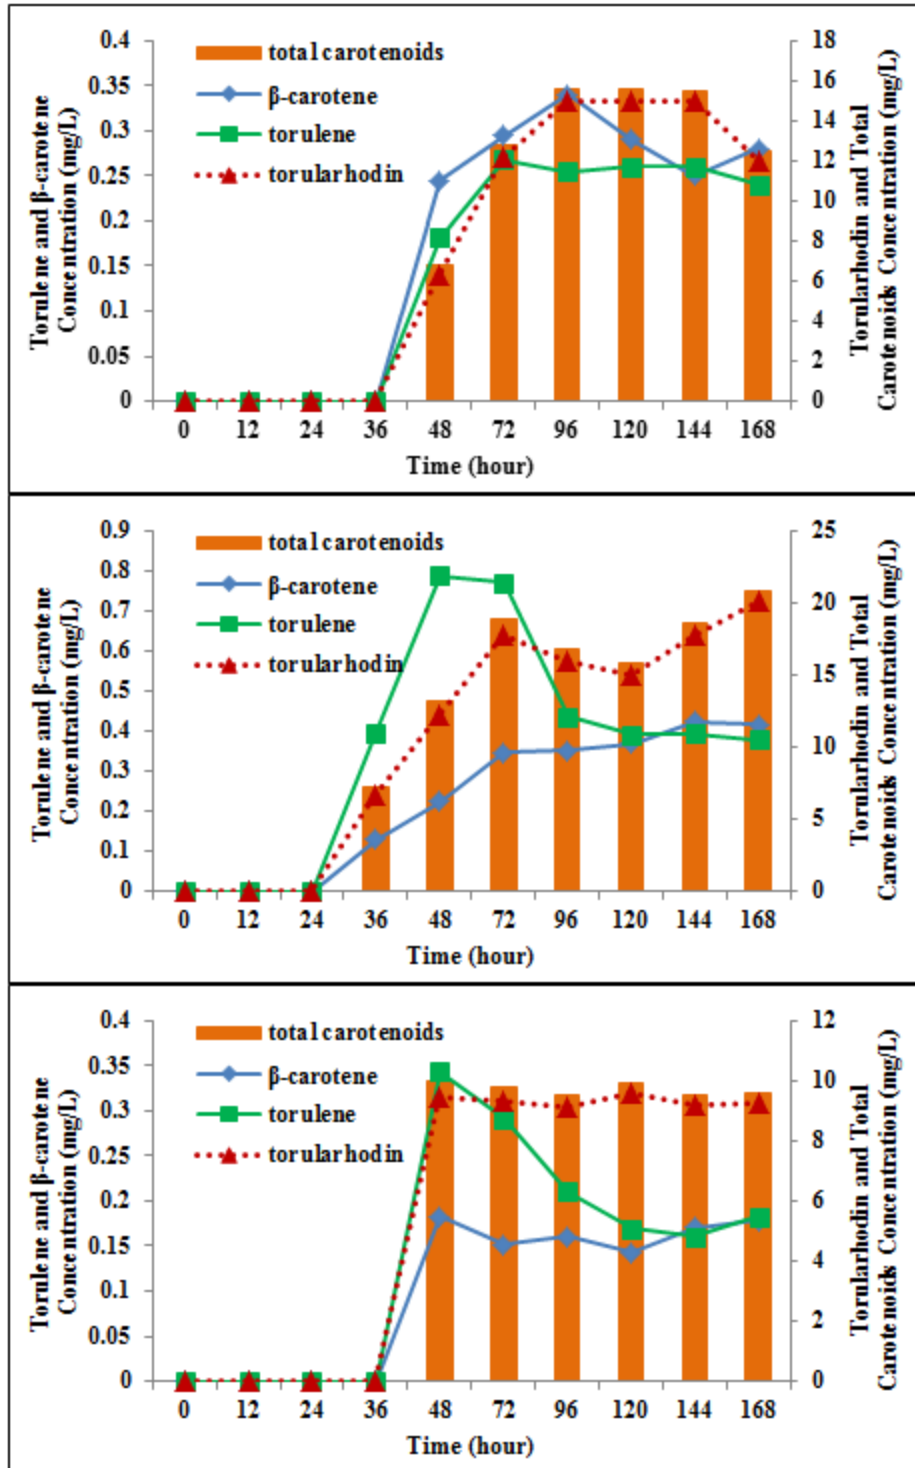 Torulene and β-carotene
Concentration (mg/L)
0.4
0.35
0.3
0.25
0.2
0.15
0.1
0.05
0
total carotenoids
β-carotene
torulene
torularhodin
18
16
14
12
10
8
6
4
2
0
Torularhodin and Total
Carotenoids Concentration (mg/L)
0 12 24 36 48 72 96 120 144 168
Time (hour)
Torulene and β-carotene
Concentration (mg/L)
0.9
0.8
0.7
0.6
0.5
0.4
0.3
0.2
0.1
0
total carotenoids
β-carotene
torulene
torularhodin
25
20
15
10
5
0
Torularhodin and Total
Carotenoids Concentration (mg/L)
0 12 24 36 48 72 96 120 144 168
Time (hour)
Torulene and β-carotene
Concentration (mg/L)
0.4
0.35
0.3
0.25
0.2
0.15
0.1
0.05
0
total carotenoids
β-carotene
torulene
torularhodin
12
10
8
6
4
2
0
Torularhodin and Total
Carotenoids Concentration (mg/L)
0 12 24 36 48 72 96 120 144 168
Time (hour)